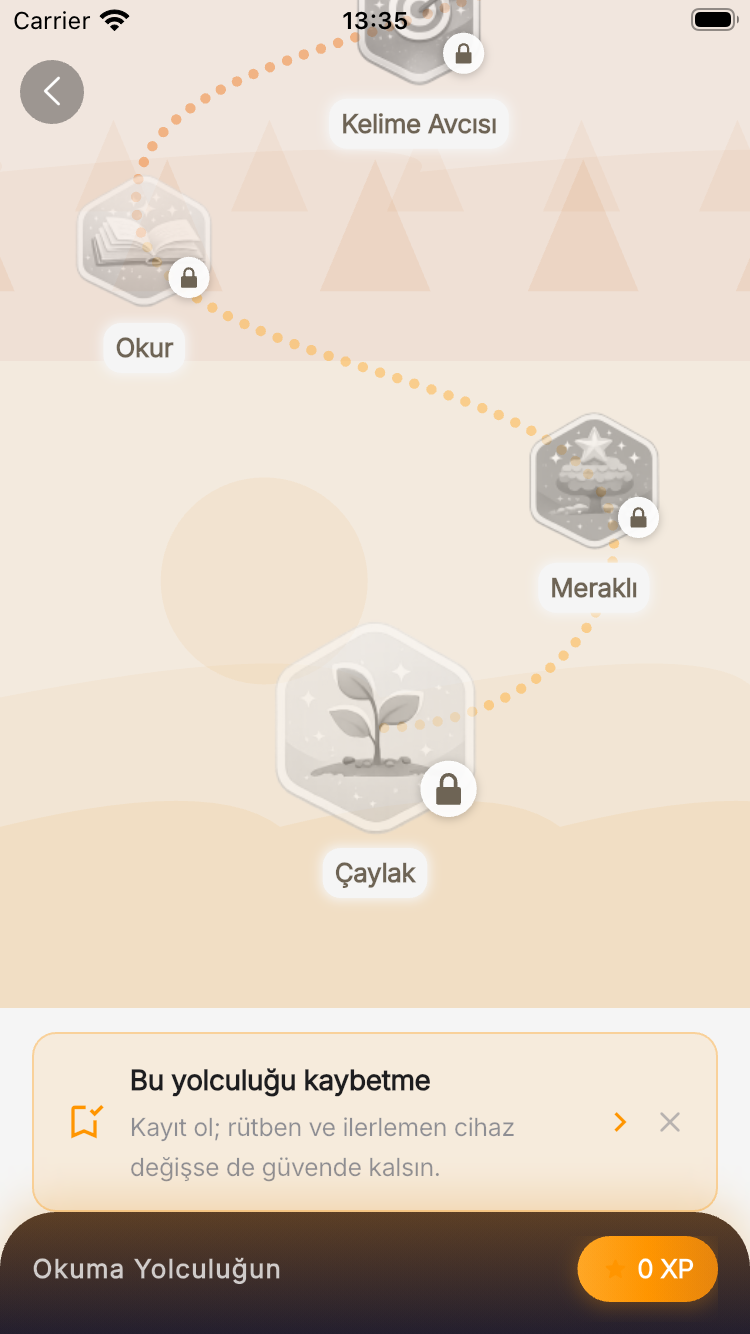 Carrier 13:35
Kelime Avcısı
Okur
Meraklı
Çaylak
Bu yolculuğu kaybetme
Kayıt ol; rütben ve ilerlemen cihaz
değişse de güvende kalsın.
Okuma Yolculuğun
0 XP